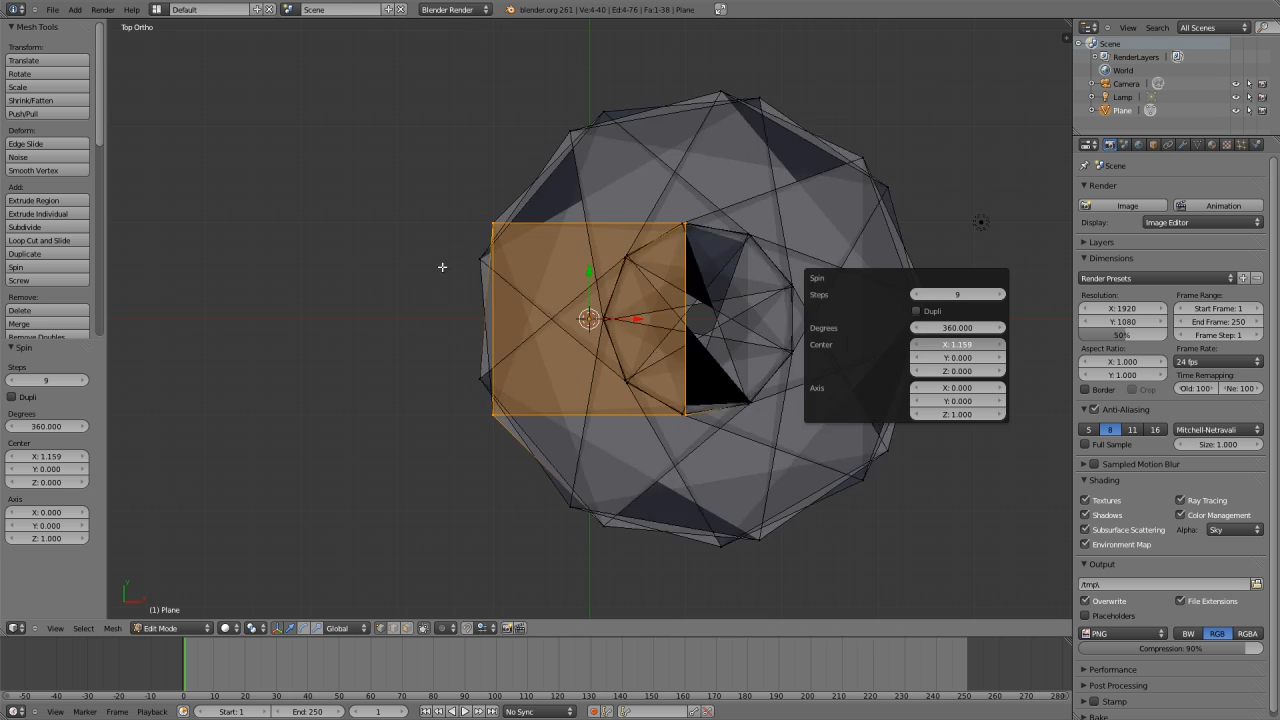 File Add Render Help Default Scene Blender Render blender.org 261 | Ve:4-40 | Ed:4-76 | Fa:1-38 | Plane
Mesh Tools
Transform:
Translate
Rotate
Scale
Shrink/Fatten
Push/Pull
Deform:
Edge Slide
Noise
Smooth Vertex
Add:
Extrude Region
Extrude Individual
Subdivide
Loop Cut and Slide
Duplicate
Spin
Screw
Remove:
Delete
Merge
Remove Doubles
Spin
Steps
9
Dupli
Degrees
360.000
Center
X: 1.159
Y: 0.000
Z: 0.000
Axis
X: 0.000
Y: 0.000
Z: 1.000
Top Ortho
Spin
Steps 9
Dupli
Degrees 360.000
Center X: 1.159
Y: 0.000
Z: 0.000
Axis X: 0.000
Y: 0.000
Z: 1.000
y
(1) Plane
View Select Mesh Edit Mode Global
-50 -40 -30 -20 -10 0 10 20 30 40 50 60 70 80 90 100 110 120 130 140 150 160 170 180 190 200 210 220 230 240 250 260 270 280
View Marker Frame Playback Start: 1 End: 250 1 No Sync
View Search All Scenes
Scene
RenderLayers |
World
Camera |
Lamp |
Plane |
Scene
Render
Image Animation
Display: Image Editor
Layers
Dimensions
Render Presets
Resolution: Frame Range:
X: 1920 Start Frame: 1
Y: 1080 End Frame: 250
50% Frame Step: 1
Aspect Ratio: Frame Rate:
X: 1.000 24 fps
Y: 1.000 Time Remapping:
Border Crop Old: 100 Ne: 100
Anti-Aliasing
5 8 11 16 Mitchell-Netravali
Full Sample Size: 1.000
Sampled Motion Blur
Shading
Textures Ray Tracing
Shadows Color Management
Subsurface Scattering Alpha: Sky
Environment Map
Output
/tmp\
Overwrite File Extensions
Placeholders
PNG BW RGB RGBA
Compression: 90%
Performance
Post Processing
Stamp
Bake